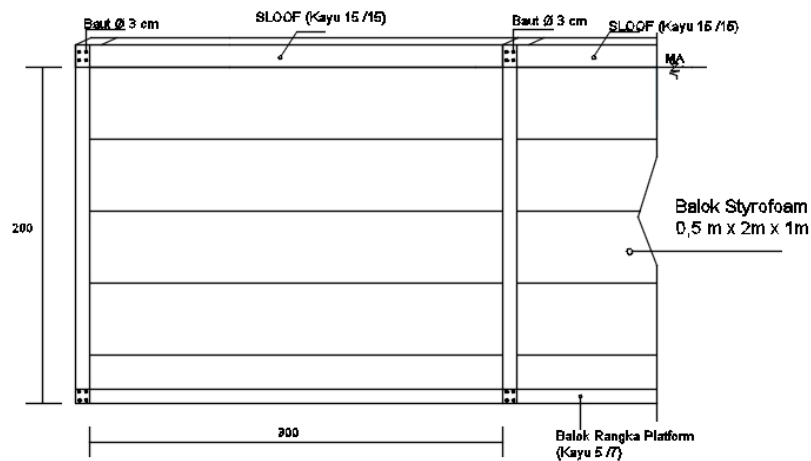 Baut Ø 3 cm
SLOOF (Kayu 15 /15)
Baut Ø 3 cm
SLOOF (Kayu 15 /15)
MA
200
Balok Styrofoam
0,5 m x 2m x 1m
300
Balok Rangka Platform
(Kayu 5 /7)